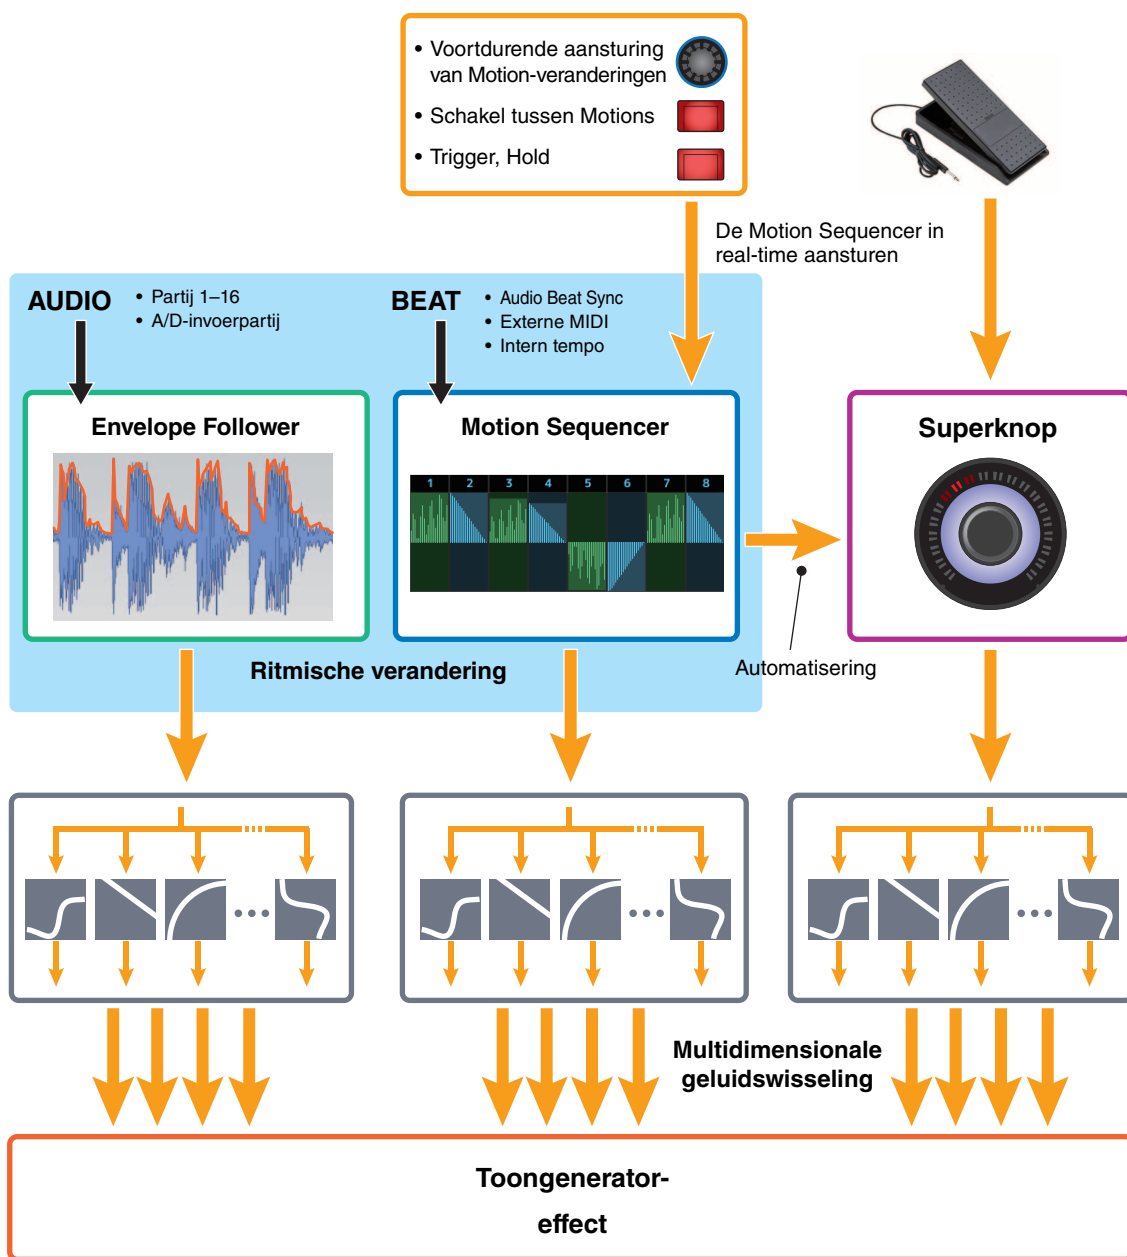 • Voortdurende aansturing
van Motion-veranderingen
• Schakel tussen Motions
• Trigger, Hold
De Motion Sequencer in
real-time aansturen
AUDIO
• Partij 1–16
• A/D-invoerpartij
BEAT
• Audio Beat Sync
• Externe MIDI
• Intern tempo
Envelope Follower
Motion Sequencer
1 2 3 4 5 6 7 8
Superknop
Automatisering
Ritmische verandering
Multidimensionale
geluidswisseling
Toongenerator-
effect